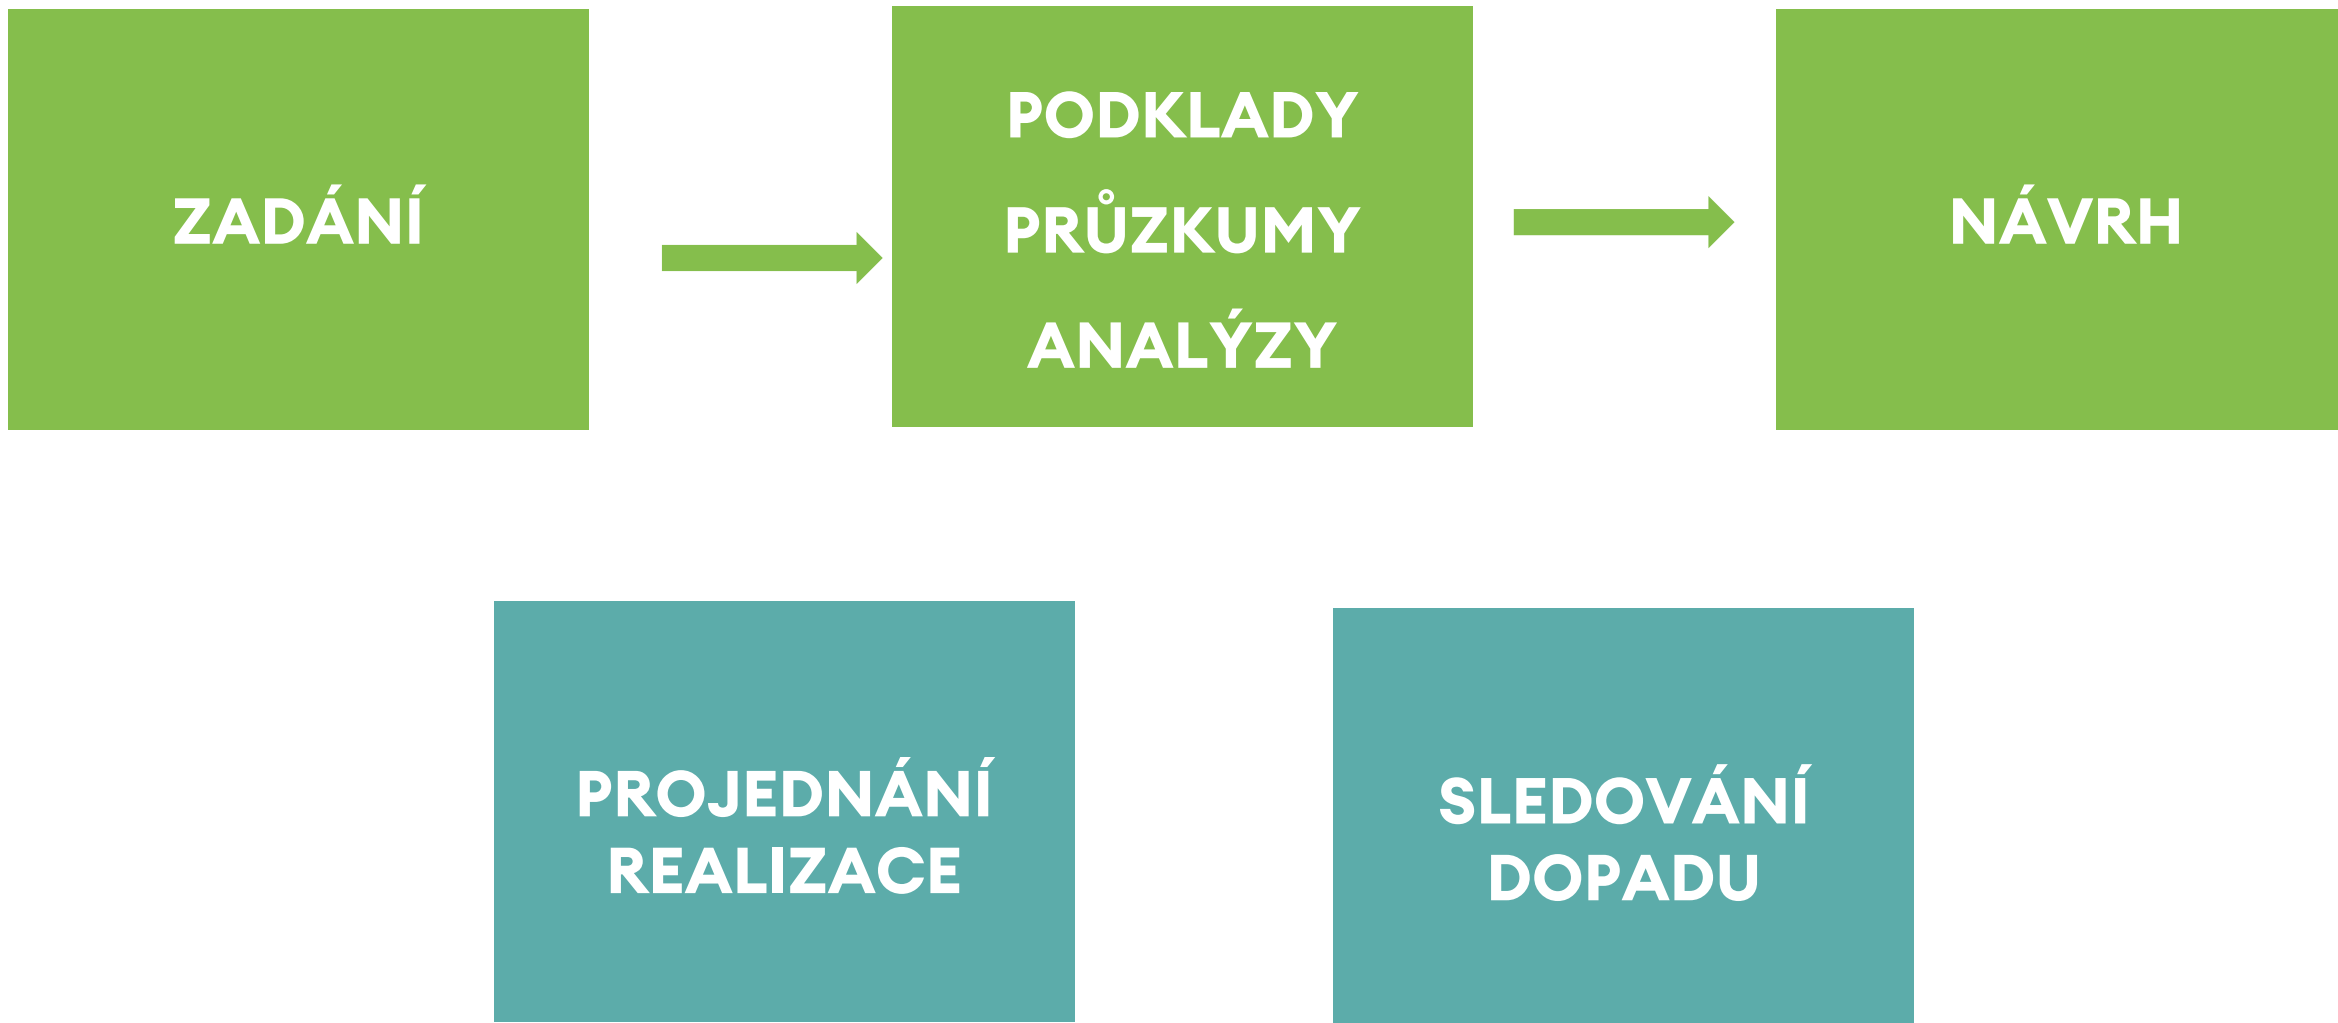 ZADÁNÍ
PODKLADY
PRŮZKUMY
ANALÝZY
NÁVRH
PROJEDNÁNÍ
REALIZACE
SLEDOVÁNÍ
DOPADU